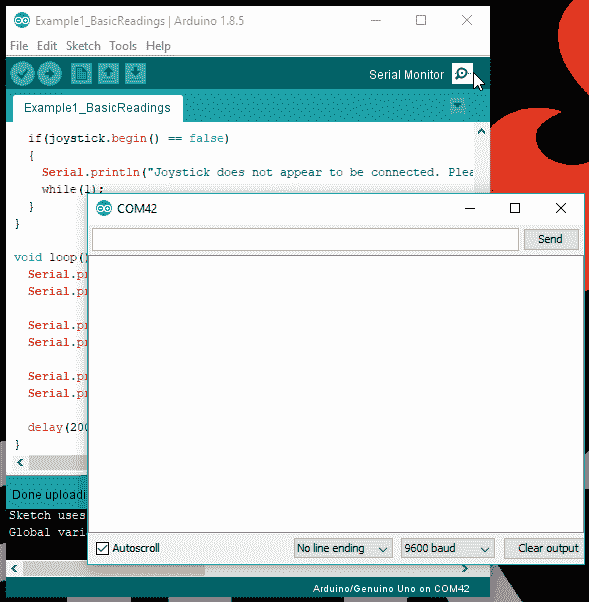 Example1_BasicReadings | Arduino 1.8.5
File Edit Sketch Tools Help
Serial Monitor
Example1_BasicReadings
if(joystick.begin() == false)
{
Serial.println("Joystick does not appear to be connected. Plea
while(1);
}
}
void loop()
Serial.pr
Serial.pr
Serial.pr
Serial.pr
Serial.pr
Serial.pr
delay(200
}
COM42
Send
Autoscroll
No line ending
9600 baud
Clear output
Done uploadi
Sketch uses
Global vari
Arduino/Genuino Uno on COM42